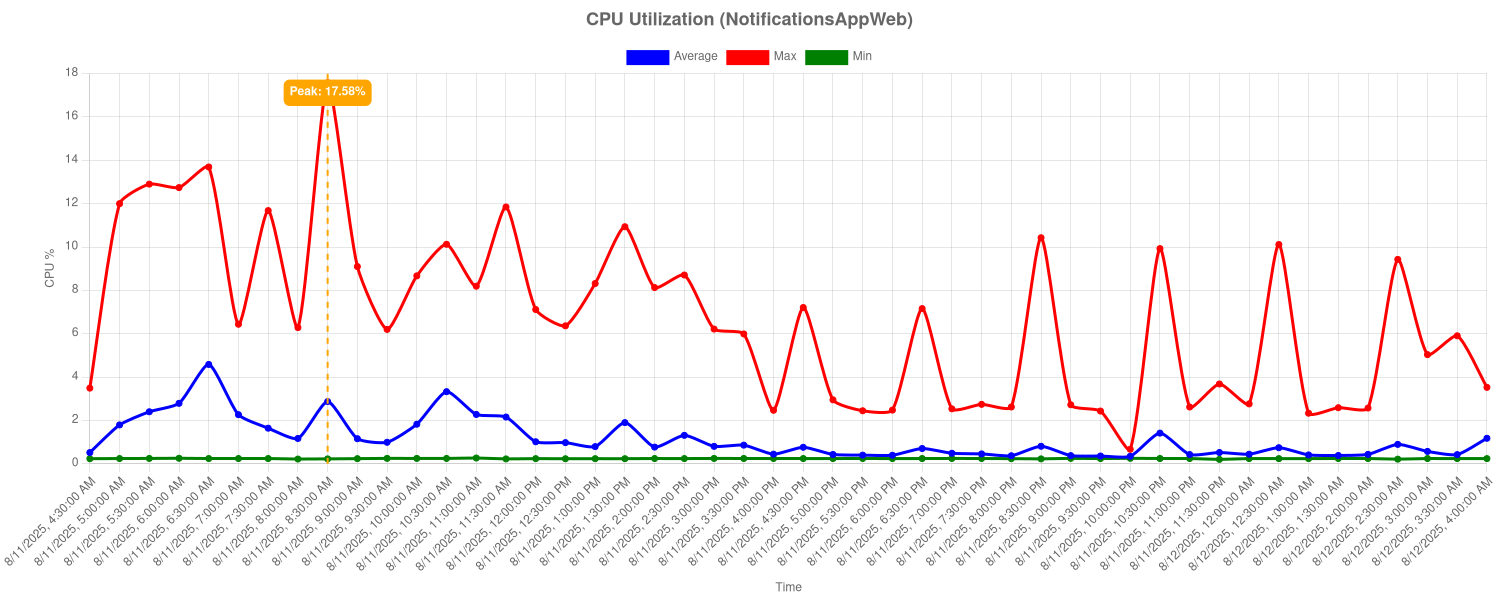 CPU Utilization (NotificationsAppWeb)
Average Max Min
Peak: 17.58%
18
16
14
12
10
8
6
4
2
0
CPU %
8/11/2025, 4:30:00 AM
8/11/2025, 5:00:00 AM
8/11/2025, 5:30:00 AM
8/11/2025, 6:00:00 AM
8/11/2025, 6:30:00 AM
8/11/2025, 7:00:00 AM
8/11/2025, 7:30:00 AM
8/11/2025, 8:00:00 AM
8/11/2025, 8:30:00 AM
8/11/2025, 9:00:00 AM
8/11/2025, 9:30:00 AM
8/11/2025, 10:00:00 AM
8/11/2025, 10:30:00 AM
8/11/2025, 11:00:00 AM
8/11/2025, 11:30:00 AM
8/11/2025, 12:00:00 PM
8/11/2025, 12:30:00 PM
8/11/2025, 1:00:00 PM
8/11/2025, 1:30:00 PM
8/11/2025, 2:00:00 PM
8/11/2025, 2:30:00 PM
8/11/2025, 3:00:00 PM
8/11/2025, 3:30:00 PM
8/11/2025, 4:00:00 PM
8/11/2025, 4:30:00 PM
8/11/2025, 5:00:00 PM
8/11/2025, 5:30:00 PM
8/11/2025, 6:00:00 PM
8/11/2025, 6:30:00 PM
8/11/2025, 7:00:00 PM
8/11/2025, 7:30:00 PM
8/11/2025, 8:00:00 PM
8/11/2025, 8:30:00 PM
8/11/2025, 9:00:00 PM
8/11/2025, 9:30:00 PM
8/11/2025, 10:00:00 PM
8/11/2025, 10:30:00 PM
8/11/2025, 11:00:00 PM
8/11/2025, 11:30:00 PM
8/12/2025, 12:00:00 AM
8/12/2025, 12:30:00 AM
8/12/2025, 1:00:00 AM
8/12/2025, 1:30:00 AM
8/12/2025, 2:00:00 AM
8/12/2025, 2:30:00 AM
8/12/2025, 3:00:00 AM
8/12/2025, 3:30:00 AM
8/12/2025, 4:00:00 AM
Time